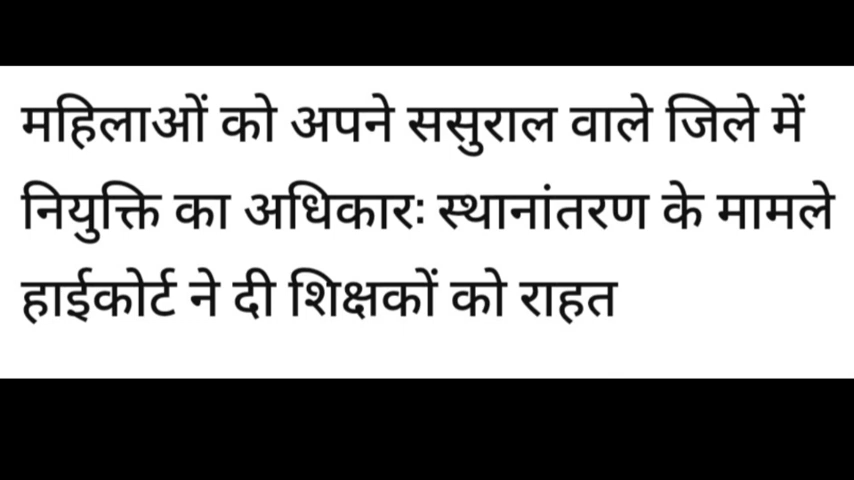 महिलाओं को अपने ससुराल वाले जिले में
नियुक्ति का अधिकारः स्थानांतरण के मामले
हाईकोर्ट ने दी शिक्षकों को राहत